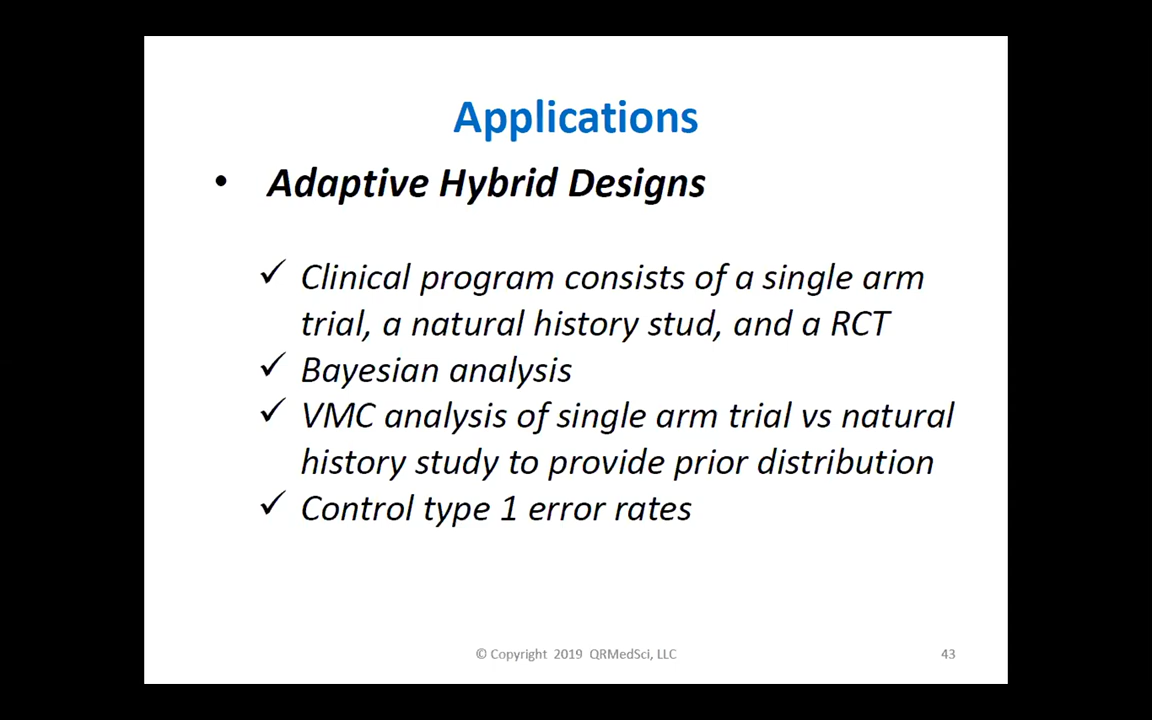 Applications
• Adaptive Hybrid Designs
✓ Clinical program consists of a single arm
trial, a natural history stud, and a RCT
✓ Bayesian analysis
✓ VMC analysis of single arm trial vs natural
history study to provide prior distribution
✓ Control type 1 error rates
© Copyright 2019 QRMedSci, LLC
43